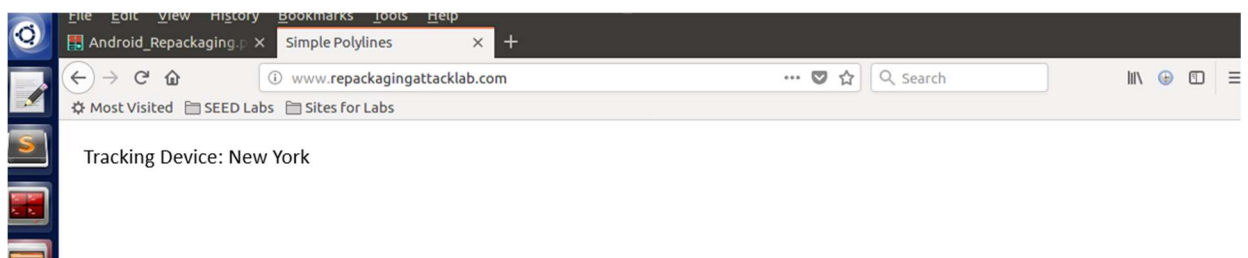 File Edit View History Bookmarks Tools Help
Android_Repackaging.p Simple Polylines
www.repackagingattacklab.com Search
Most Visited SEED Labs Sites for Labs
Tracking Device: New York